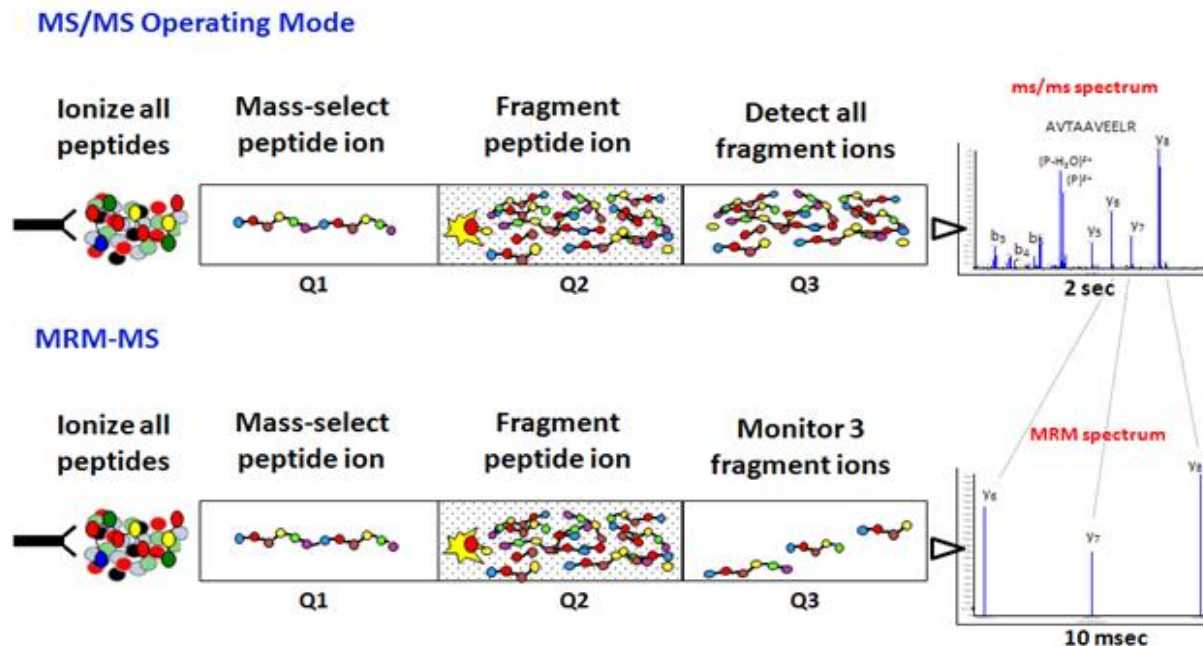 MS/MS Operating Mode
Ionize all
peptides
Mass-select
peptide ion
Fragment
peptide ion
Detect all
fragment ions
Q1
Q2
Q3
ms/ms spectrum
AVTAAVEELR
y₈
(P-H₂O)²⁺
(P)²⁺
y₆
y₅
y₇
b₃
b₄
b₅
2 sec
MRM-MS
Ionize all
peptides
Mass-select
peptide ion
Fragment
peptide ion
Monitor 3
fragment ions
Q1
Q2
Q3
MRM spectrum
y₈
y₆
y₇
10 msec